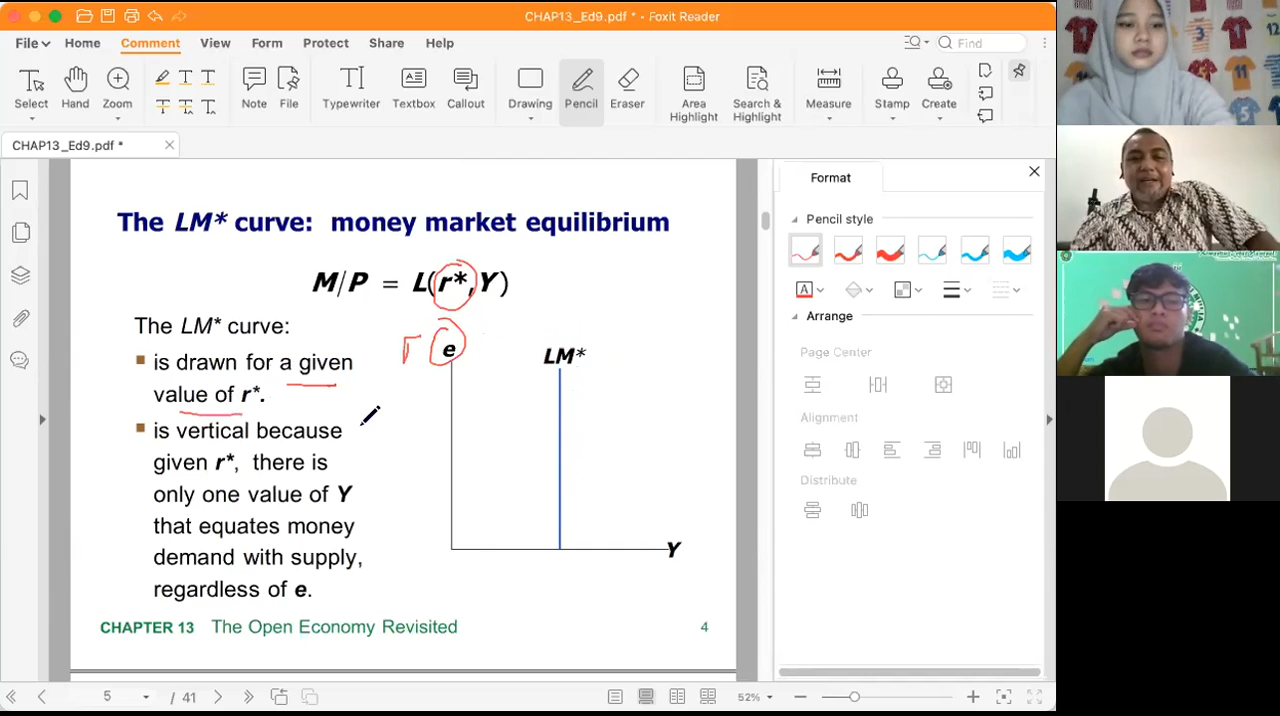 CHAP13_Ed9.pdf * - Foxit Reader
File Home Comment View Form Protect Share Help Find
Select Hand Zoom Note File Typewriter Textbox Callout Drawing Pencil Eraser Area Highlight Search & Highlight Measure Stamp Create
CHAP13_Ed9.pdf *
The LM* curve: money market equilibrium
M/P = L(r*,Y)
The LM* curve:
is drawn for a given
value of r*.
is vertical because
given r*, there is
only one value of Y
that equates money
demand with supply,
regardless of e.
r e
LM*
Y
CHAPTER 13 The Open Economy Revisited 4
Format
Pencil style
A
Arrange
Page Center
Alignment
Distribute
5 / 41
52%